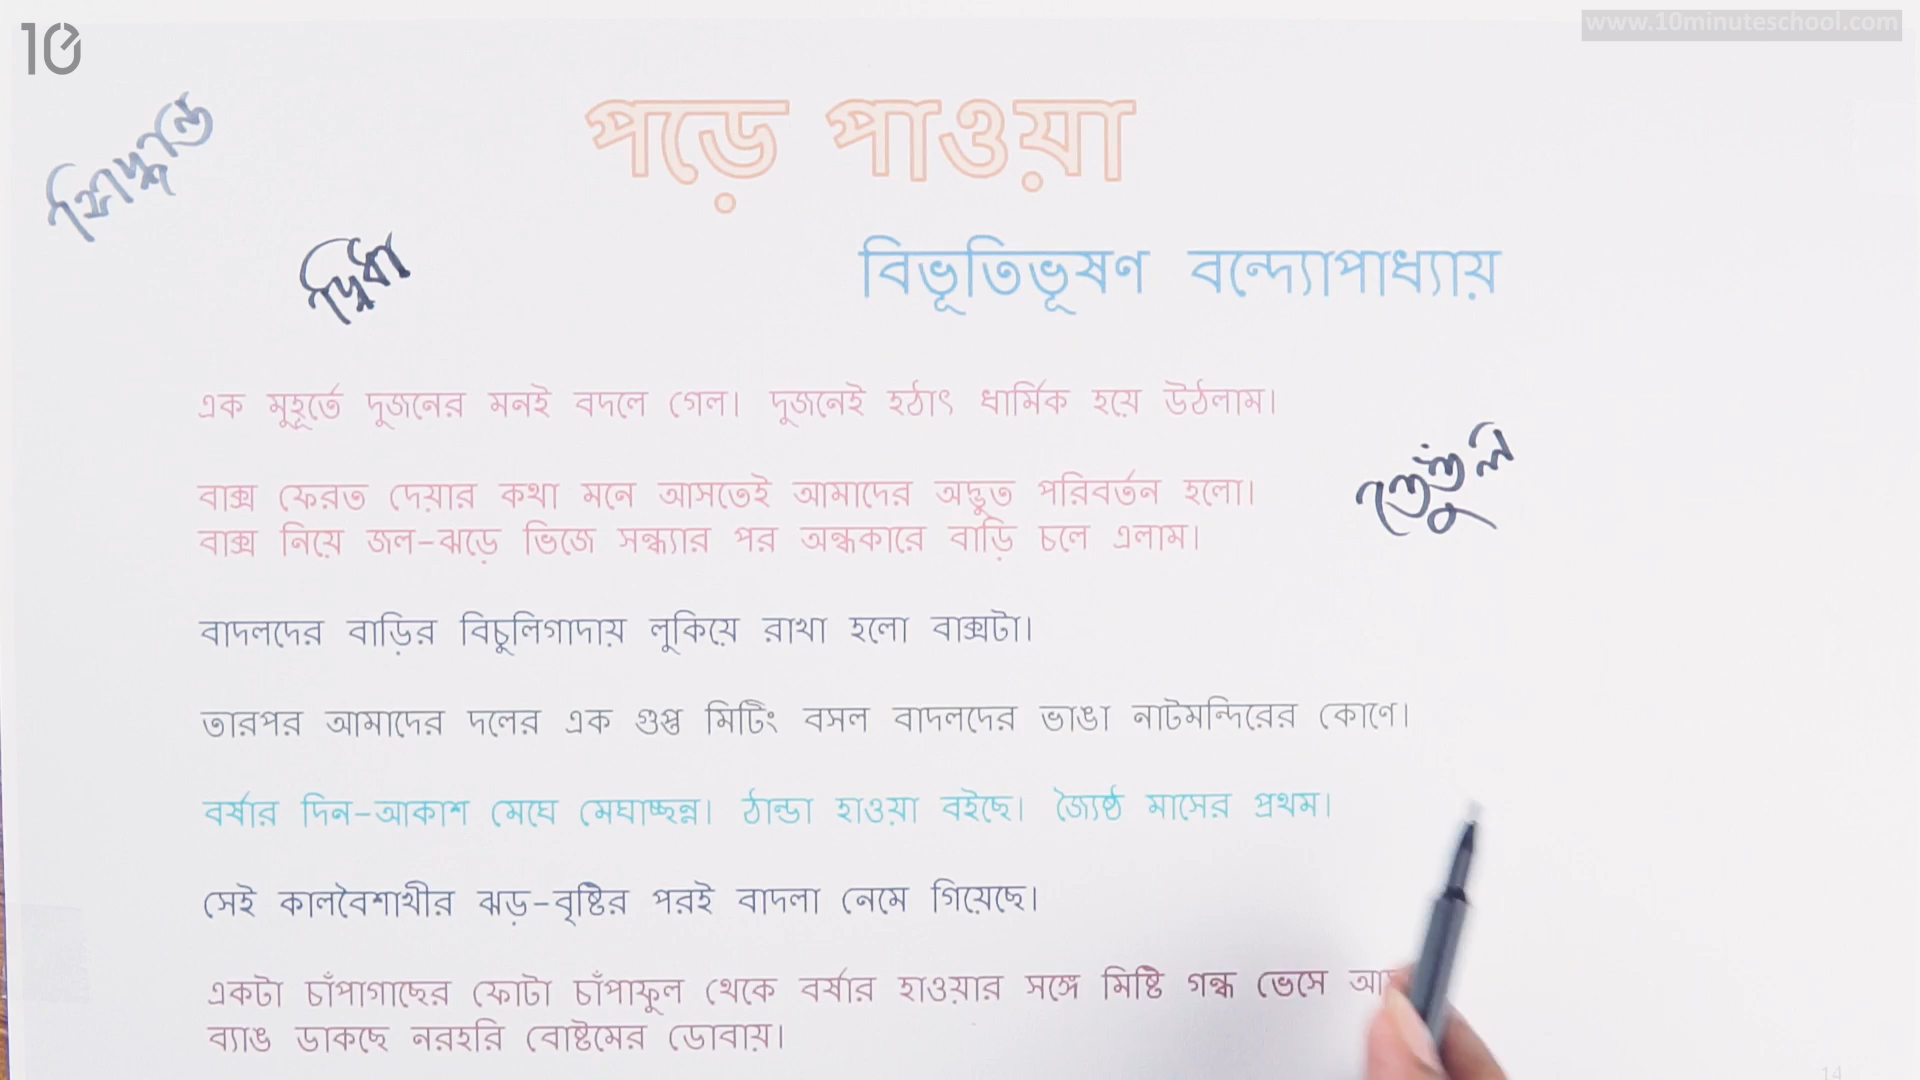 10
www.10minuteschool.com
সিদ্ধান্ত
পড়ে পাওয়া
দ্বিধা
বিভূতিভূষণ বন্দ্যোপাধ্যায়
এক মুহূর্তে দুজনের মনই বদলে গেল। দুজনেই হঠাৎ ধার্মিক হয়ে উঠলাম।
তেঁতুল
বাক্স ফেরত দেয়ার কথা মনে আসতেই আমাদের অদ্ভুত পরিবর্তন হলো।
বাক্স নিয়ে জল-ঝড়ে ভিজে সন্ধ্যার পর অন্ধকারে বাড়ি চলে এলাম।
বাদলদের বাড়ির বিচুলিগাদায় লুকিয়ে রাখা হলো বাক্সটা।
তারপর আমাদের দলের এক গুপ্ত মিটিং বসল বাদলদের ভাঙা নাটমন্দিরের কোণে।
বর্ষার দিন-আকাশ মেঘে মেঘাচ্ছন্ন। ঠান্ডা হাওয়া বইছে। জ্যৈষ্ঠ মাসের প্রথম।
সেই কালবৈশাখীর ঝড়-বৃষ্টির পরই বাদলা নেমে গিয়েছে।
একটা চাঁপাগাছের ফোটা চাঁপাফুল থেকে বর্ষার হাওয়ার সঙ্গে মিষ্টি গন্ধ ভেসে
ব্যাঙ ডাকছে নরহরি বোষ্টমের ডোবায়।
14